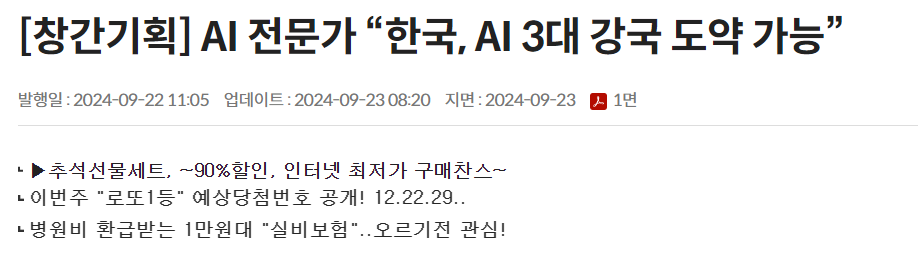 [창간기획] AI 전문가 “한국, AI 3대 강국 도약 가능”
발행일 : 2024-09-22 11:05 업데이트 : 2024-09-23 08:20 지면 : 2024-09-23 1면
▶추석선물세트, ~90%할인, 인터넷 최저가 구매찬스~
이번주 "로또1등" 예상당첨번호 공개! 12.22.29..
병원비 환급받는 1만원대 "실비보험"..오르기전 관심!